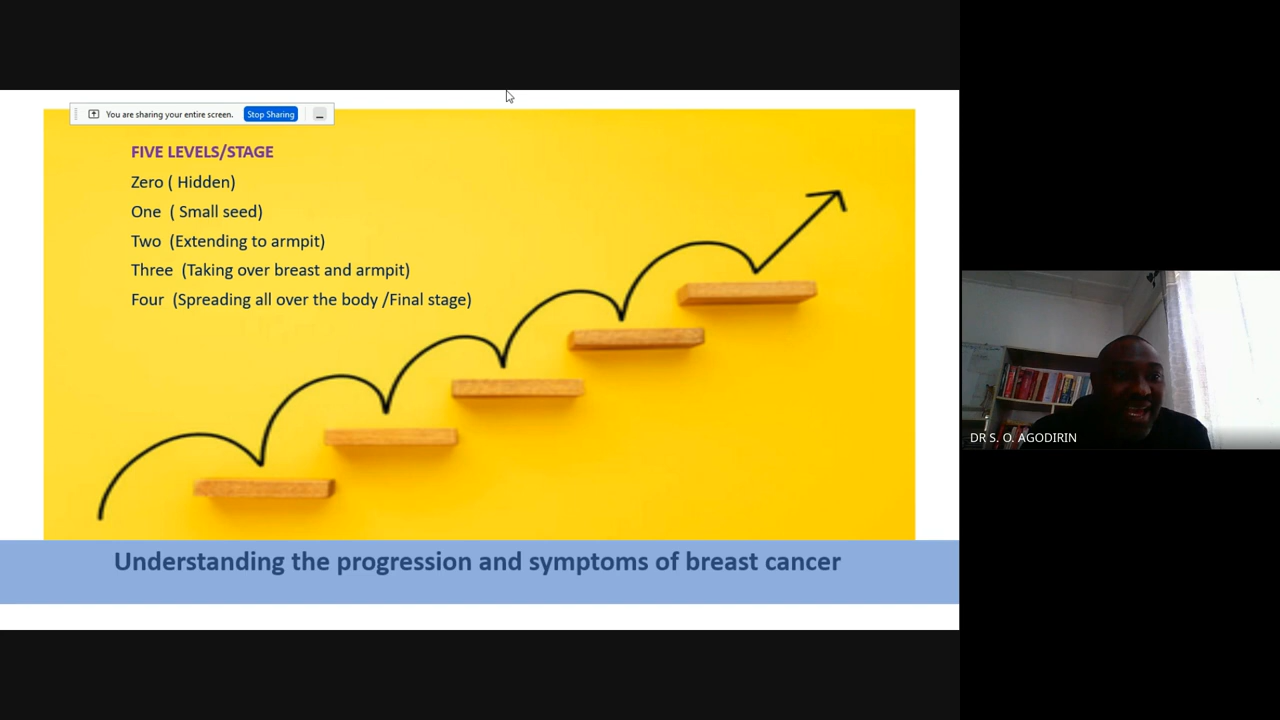 You are sharing your entire screen. Stop Sharing
FIVE LEVELS/STAGE
Zero ( Hidden)
One ( Small seed)
Two (Extending to armpit)
Three (Taking over breast and armpit)
Four (Spreading all over the body /Final stage)
Understanding the progression and symptoms of breast cancer
DR S. O. AGODIRIN